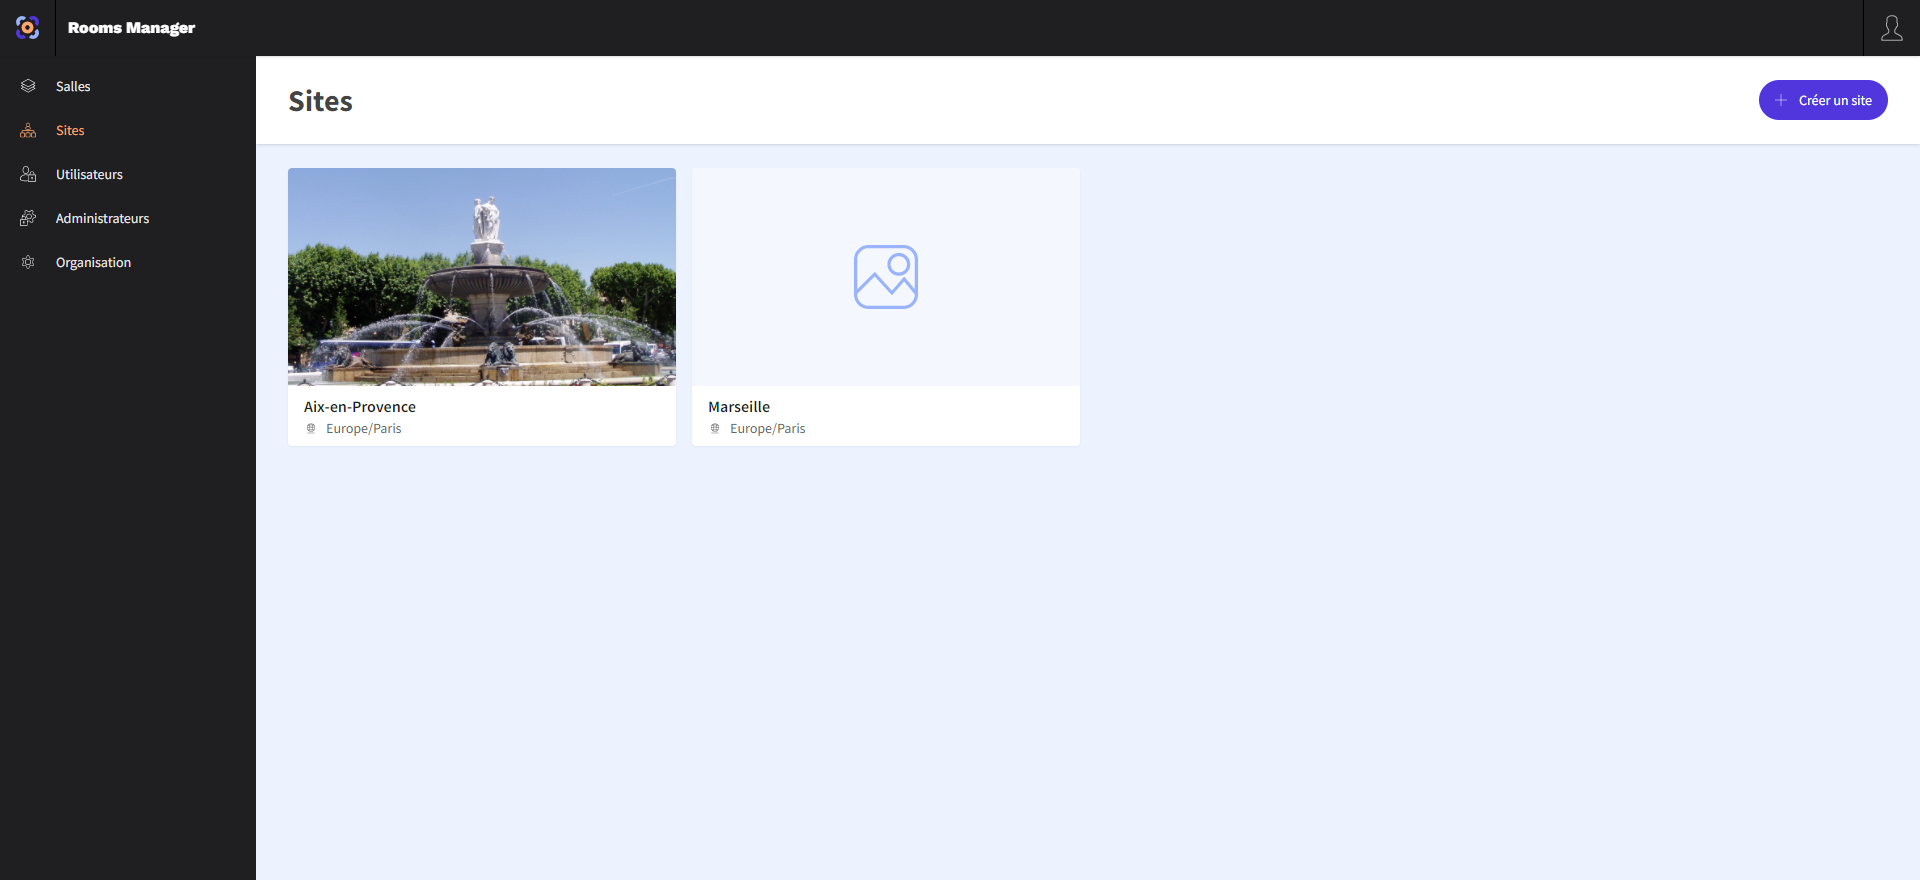 Rooms Manager
Salles
Sites
Utilisateurs
Administrateurs
Organisation
Sites
Créer un site
Aix-en-Provence
Europe/Paris
Marseille
Europe/Paris